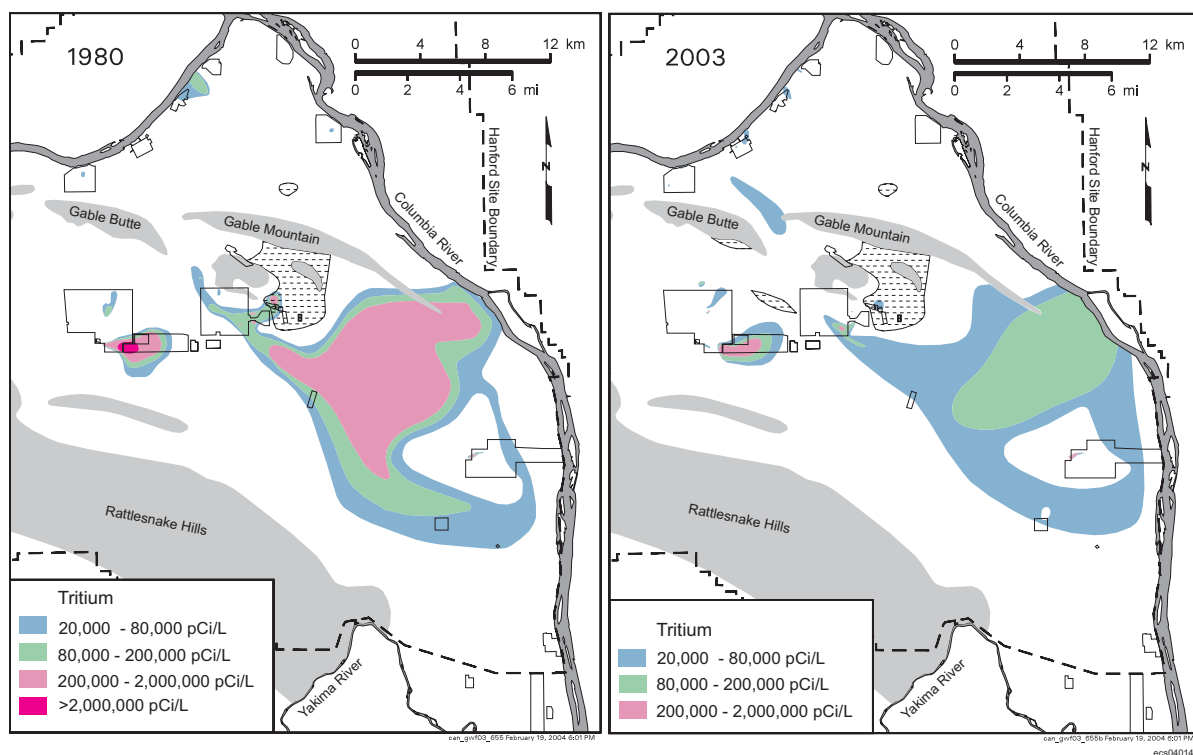 1980
0 4 8 12 km
0 2 4 6 mi
Hanford Site Boundary
N
Columbia River
Gable Butte
Gable Mountain
Rattlesnake Hills
Yakima River
Tritium
20,000 - 80,000 pCi/L
80,000 - 200,000 pCi/L
200,000 - 2,000,000 pCi/L
>2,000,000 pCi/L
can_gwf03_655 February 19, 2004 6:01 PM
2003
0 4 8 12 km
0 2 4 6 mi
Hanford Site Boundary
N
Columbia River
Gable Butte
Gable Mountain
Rattlesnake Hills
Yakima River
Tritium
20,000 - 80,000 pCi/L
80,000 - 200,000 pCi/L
200,000 - 2,000,000 pCi/L
can_gwf03_655b February 19, 2004 6:01 PM
ecs04014